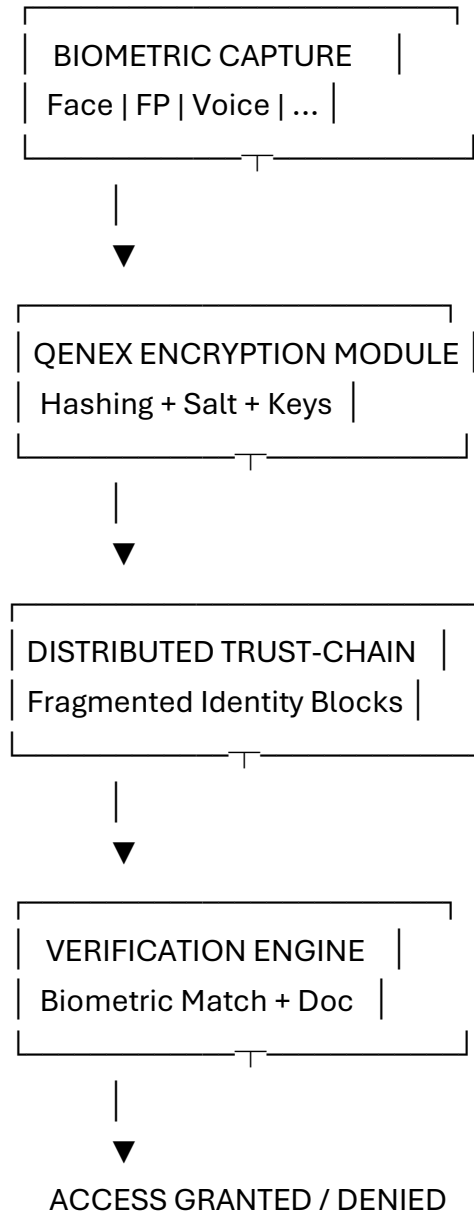 BIOMETRIC CAPTURE
Face | FP | Voice | ...
QENEX ENCRYPTION MODULE
Hashing + Salt + Keys
DISTRIBUTED TRUST-CHAIN
Fragmented Identity Blocks
VERIFICATION ENGINE
Biometric Match + Doc
ACCESS GRANTED / DENIED